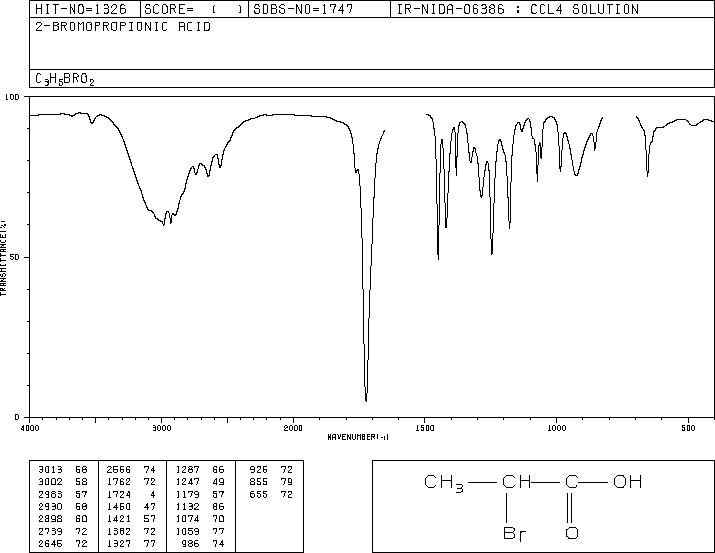 HIT-NO=1326 SCORE= ( ) SDBS-NO=1747 IR-NIDA-06386 : CCL4 SOLUTION
2-BROMOPROPIONIC ACID
C3H5BRO2
100
50
0
TRANSMITTANCE(%)
4000 3000 2000 1500 1000 500
WAVENUMBER(-1)
3013 58 2556 74 1287 66 926 72
3002 58 1762 72 1247 49 855 79
2983 57 1724 4 1179 57 655 72
2930 58 1450 47 1132 86
2898 60 1421 57 1074 70
2739 72 1382 72 1059 77
2645 72 1327 77 986 74
CH3 CH C OH
Br O